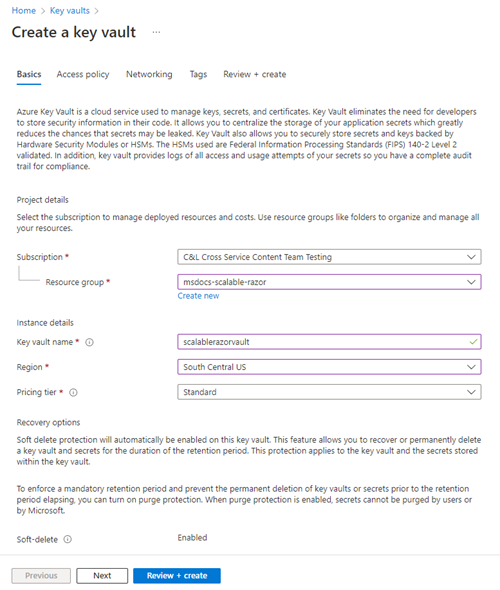 Home > Key vaults >
Create a key vault ...
Basics Access policy Networking Tags Review + create
Azure Key Vault is a cloud service used to manage keys, secrets, and certificates. Key Vault eliminates the need for developers
to store security information in their code. It allows you to centralize the storage of your application secrets which greatly
reduces the chances that secrets may be leaked. Key Vault also allows you to securely store secrets and keys backed by
Hardware Security Modules or HSMs. The HSMs used are Federal Information Processing Standards (FIPS) 140-2 Level 2
validated. In addition, key vault provides logs of all access and usage attempts of your secrets so you have a complete audit
trail for compliance.
Project details
Select the subscription to manage deployed resources and costs. Use resource groups like folders to organize and manage all
your resources.
Subscription * C&L Cross Service Content Team Testing
Resource group * msdocs-scalable-razor
Create new
Instance details
Key vault name * scalablerazorvault
Region * South Central US
Pricing tier * Standard
Recovery options
Soft delete protection will automatically be enabled on this key vault. This feature allows you to recover or permanently delete
a key vault and secrets for the duration of the retention period. This protection applies to the key vault and the secrets stored
within the key vault.
To enforce a mandatory retention period and prevent the permanent deletion of key vaults or secrets prior to the retention
period elapsing, you can turn on purge protection. When purge protection is enabled, secrets cannot be purged by users or
by Microsoft.
Soft-delete Enabled
Previous Next Review + create